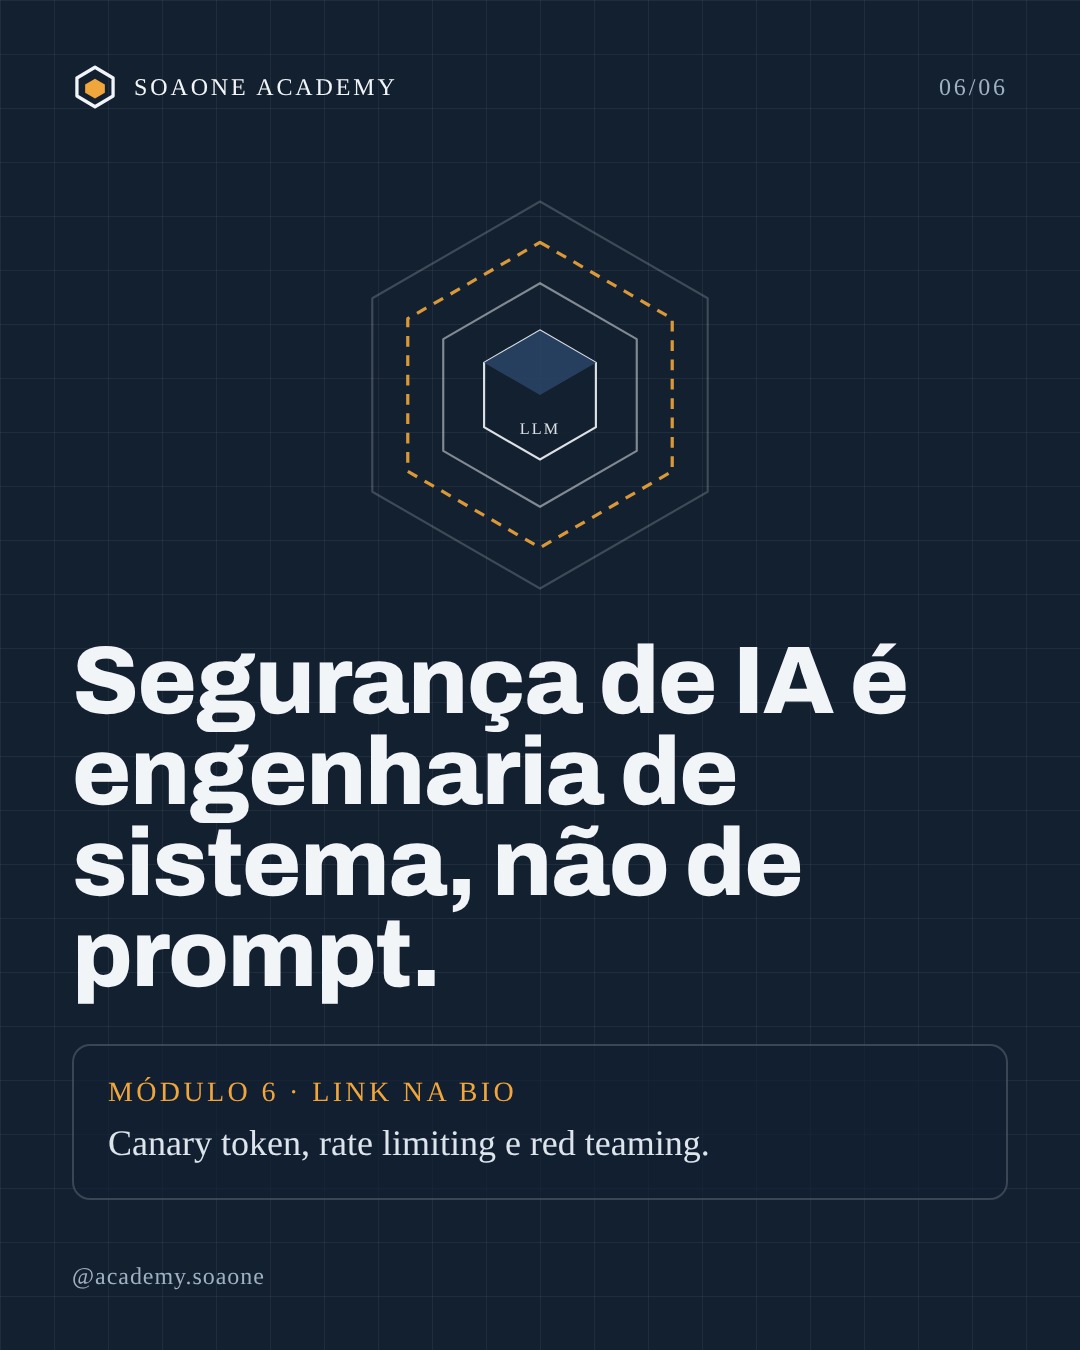 SOAONE ACADEMY
06/06
LLM
Segurança de IA é
engenharia de
sistema, não de
prompt.
MÓDULO 6 · LINK NA BIO
Canary token, rate limiting e red teaming.
@academy.soaone